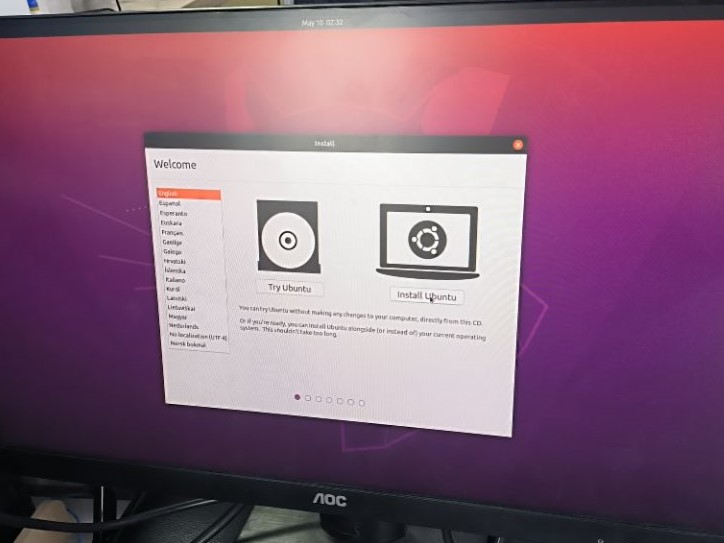 May 10 02:32
Install
Welcome
English
Español
Esperanto
Euskara
Français
Gaeilge
Galego
Hrvatski
Íslenska
Italiano
Kurdî
Latviski
Lietuviškai
Magyar
Nederlands
No localization (UTF-8)
Norsk bokmål
Try Ubuntu
Install Ubuntu
You can try Ubuntu without making any changes to your computer, directly from this CD.
Or if you're ready, you can install Ubuntu alongside (or instead of) your current operating
system. This shouldn't take too long.
AOC